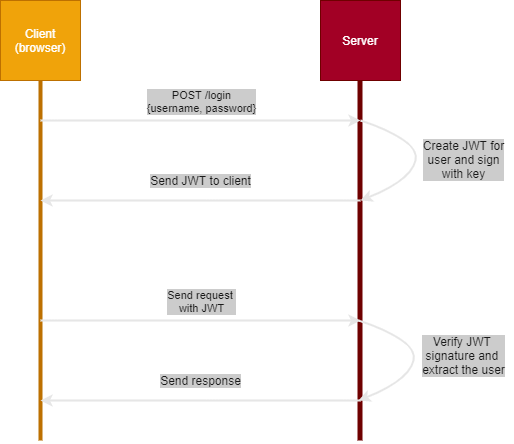 Client
(browser)
Server
POST /login
{username, password}
Create JWT for
user and sign
with key
Send JWT to client
Send request
with JWT
Verify JWT
signature and
extract the user
Send response